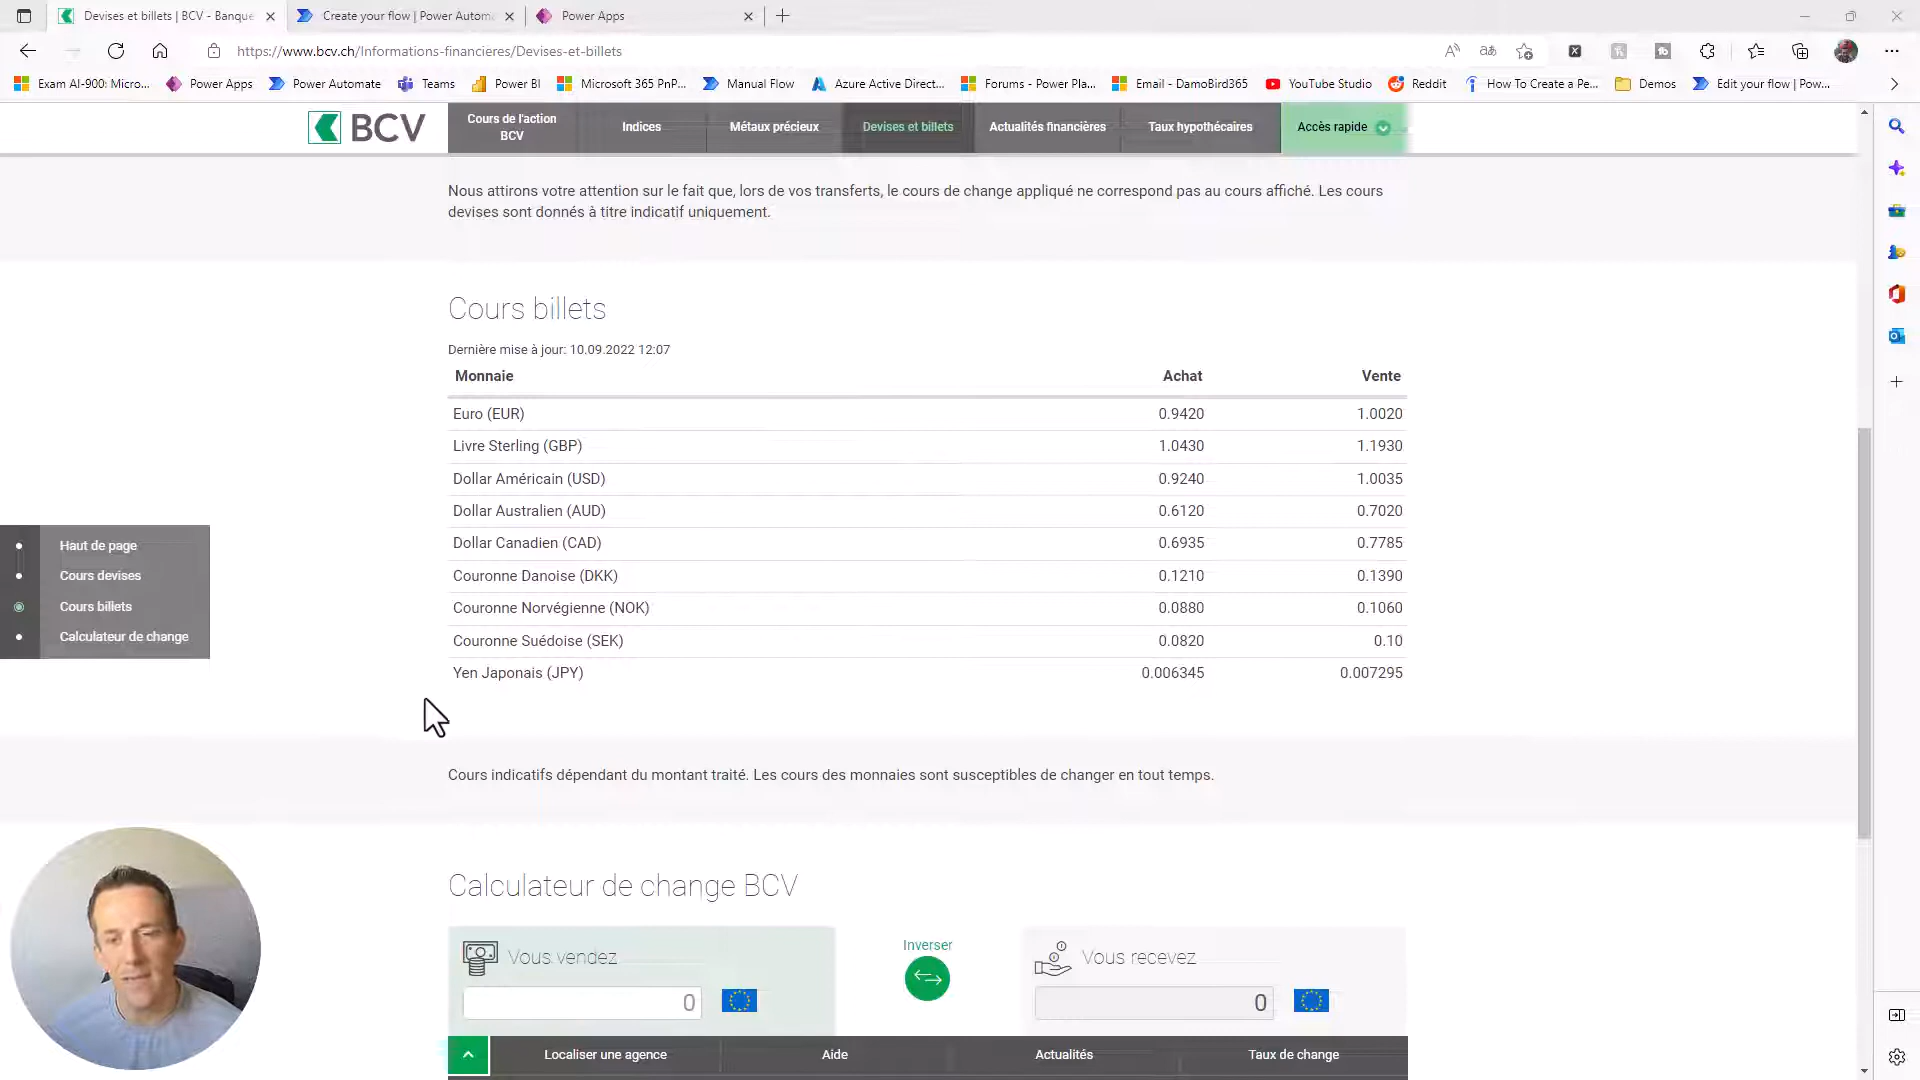 Devises et billets | BCV - Banque
Create your flow | Power Automa
Power Apps
https://www.bcv.ch/Informations-financieres/Devises-et-billets
Exam AI-900: Micro...
Power Apps
Power Automate
Teams
Power BI
Microsoft 365 PnP...
Manual Flow
Azure Active Direct...
Forums - Power Pla...
Email - DamoBird365
YouTube Studio
Reddit
How To Create a Pe...
Demos
Edit your flow | Pow...
BCV
Cours de l'action
BCV
Indices
Métaux précieux
Devises et billets
Actualités financières
Taux hypothécaires
Accès rapide
Nous attirons votre attention sur le fait que, lors de vos transferts, le cours de change appliqué ne correspond pas au cours affiché. Les cours
devises sont donnés à titre indicatif uniquement.
Cours billets
Dernière mise à jour: 10.09.2022 12:07
Monnaie Achat Vente
Euro (EUR) 0.9420 1.0020
Livre Sterling (GBP) 1.0430 1.1930
Dollar Américain (USD) 0.9240 1.0035
Dollar Australien (AUD) 0.6120 0.7020
Dollar Canadien (CAD) 0.6935 0.7785
Couronne Danoise (DKK) 0.1210 0.1390
Couronne Norvégienne (NOK) 0.0880 0.1060
Couronne Suédoise (SEK) 0.0820 0.10
Yen Japonais (JPY) 0.006345 0.007295
Haut de page
Cours devises
Cours billets
Calculateur de change
Cours indicatifs dépendant du montant traité. Les cours des monnaies sont susceptibles de changer en tout temps.
Calculateur de change BCV
Vous vendez
0
Inverser
Vous recevez
0
Localiser une agence
Aide
Actualités
Taux de change